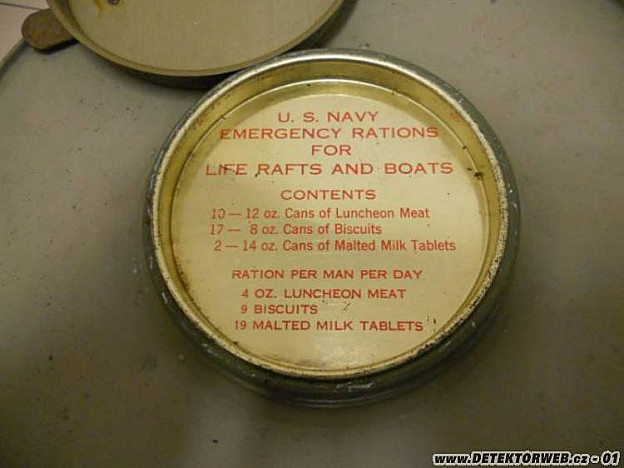 U. S. NAVY
EMERGENCY RATIONS
FOR
LIFE RAFTS AND BOATS
CONTENTS
10 — 12 oz. Cans of Luncheon Meat
17 — 8 oz. Cans of Biscuits
2 — 14 oz. Cans of Malted Milk Tablets
RATION PER MAN PER DAY
4 OZ. LUNCHEON MEAT
9 BISCUITS
19 MALTED MILK TABLETS
www.DETEKTORWEB.cz - 01